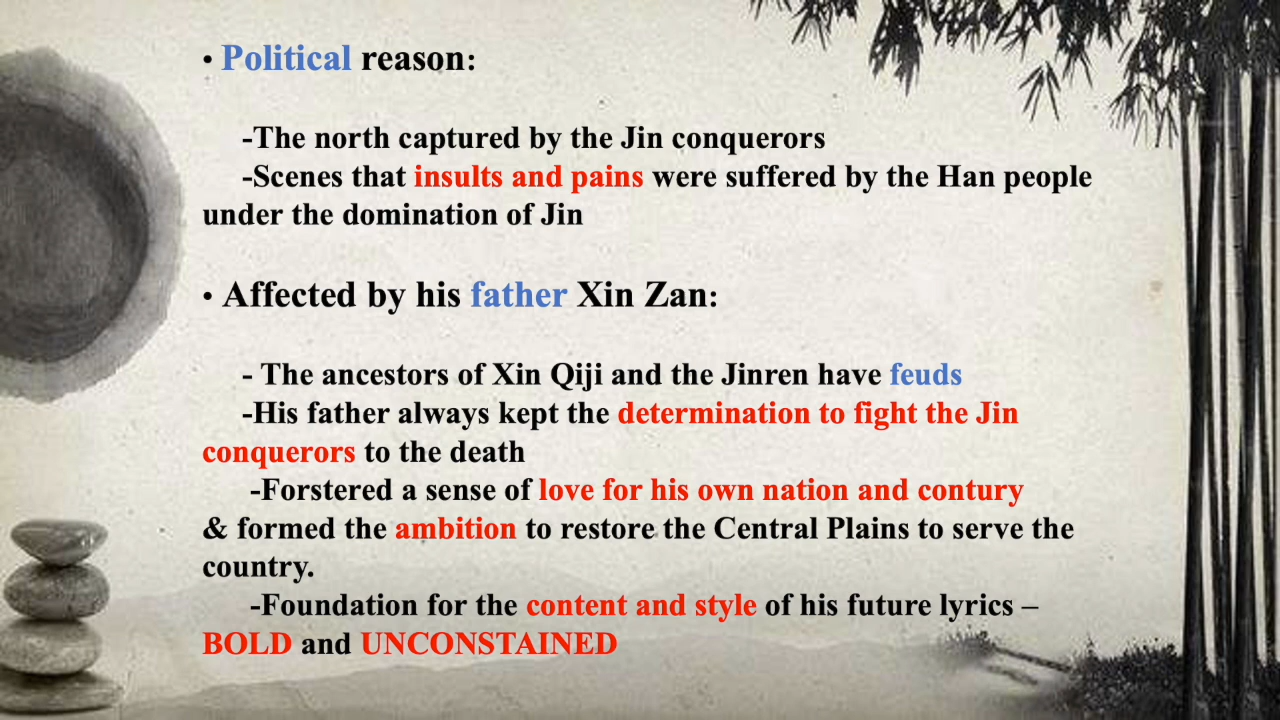 • Political reason:
-The north captured by the Jin conquerors
-Scenes that insults and pains were suffered by the Han people
under the domination of Jin
• Affected by his father Xin Zan:
- The ancestors of Xin Qiji and the Jinren have feuds
-His father always kept the determination to fight the Jin
conquerors to the death
-Forstered a sense of love for his own nation and contury
& formed the ambition to restore the Central Plains to serve the
country.
-Foundation for the content and style of his future lyrics –
BOLD and UNCONSTAINED